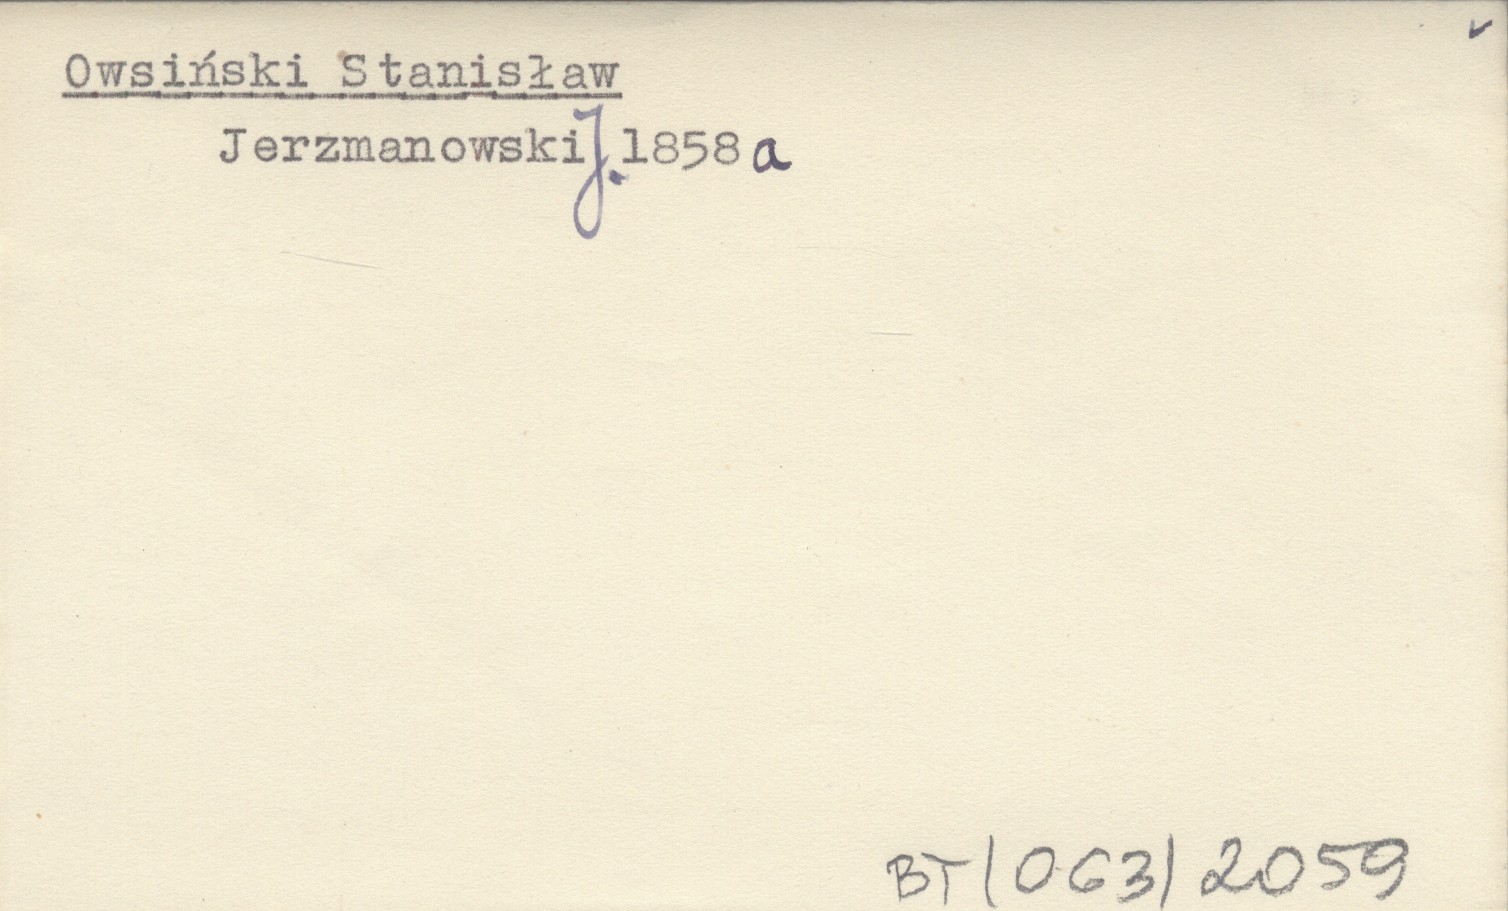 Owsiński Stanisław
Jerzmanowski J. 1858 a
BT/063/2059